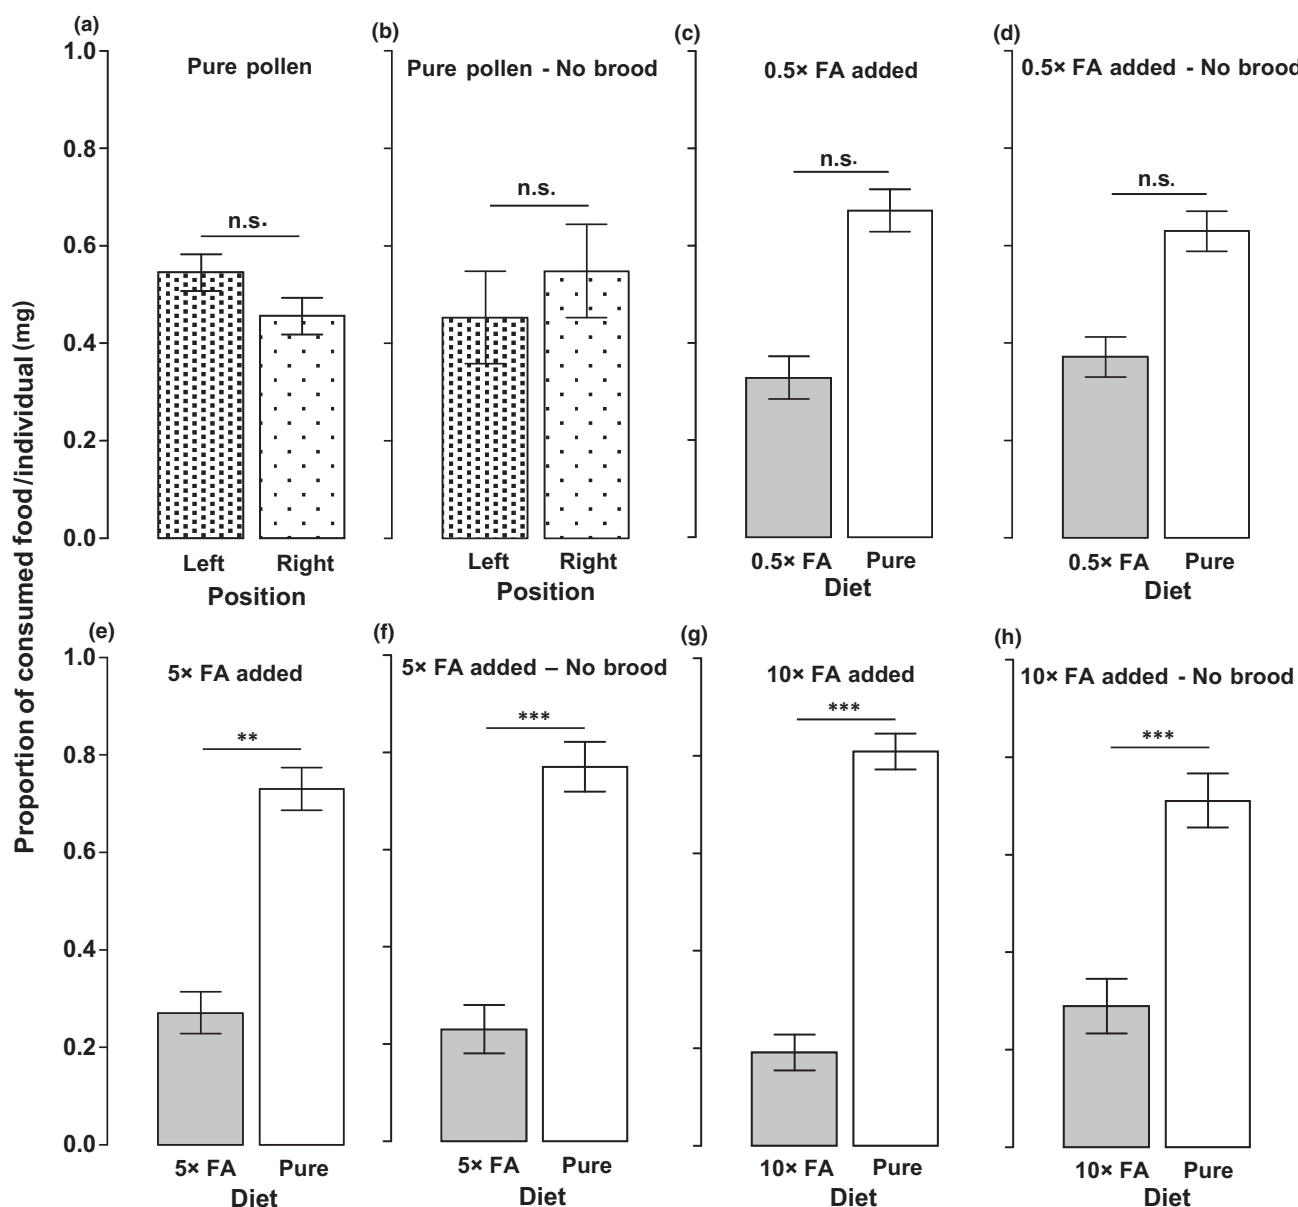 (a)
Pure pollen
(b)
Pure pollen - No brood
(c)
0.5× FA added
(d)
0.5× FA added - No brood
Proportion of consumed food/individual (mg)
1.0
0.8
0.6
0.4
0.2
0.0
n.s.
n.s.
n.s.
n.s.
Left Right
Position
Left Right
Position
0.5× FA Pure
Diet
0.5× FA Pure
Diet
(e)
5× FA added
(f)
5× FA added – No brood
(g)
10× FA added
(h)
10× FA added - No brood
1.0
0.8
0.6
0.4
0.2
0.0
**
***
***
***
5× FA Pure
Diet
5× FA Pure
Diet
10× FA Pure
Diet
10× FA Pure
Diet